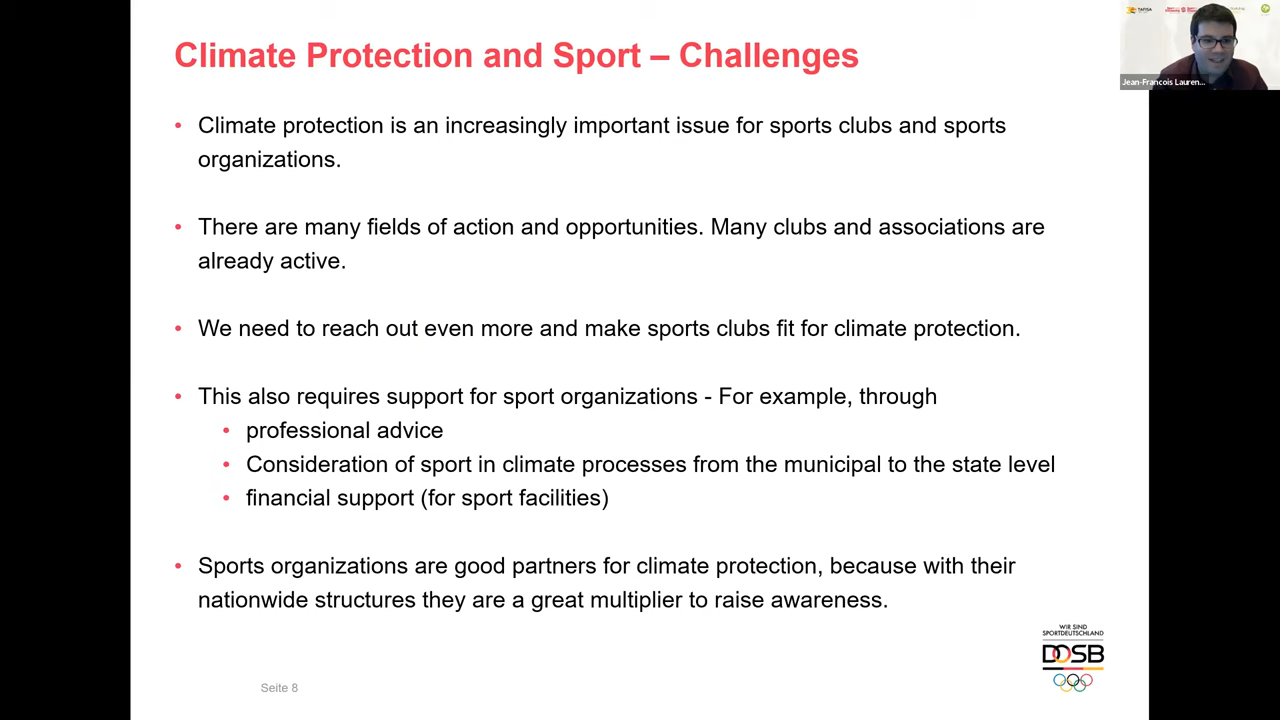 Climate Protection and Sport – Challenges
TAFISA
Jean-Francois Lauren...
• Climate protection is an increasingly important issue for sports clubs and sports
organizations.
• There are many fields of action and opportunities. Many clubs and associations are
already active.
• We need to reach out even more and make sports clubs fit for climate protection.
• This also requires support for sport organizations - For example, through
• professional advice
• Consideration of sport in climate processes from the municipal to the state level
• financial support (for sport facilities)
• Sports organizations are good partners for climate protection, because with their
nationwide structures they are a great multiplier to raise awareness.
WIR SIND
SPORTDEUTSCHLAND
DOSB
Seite 8